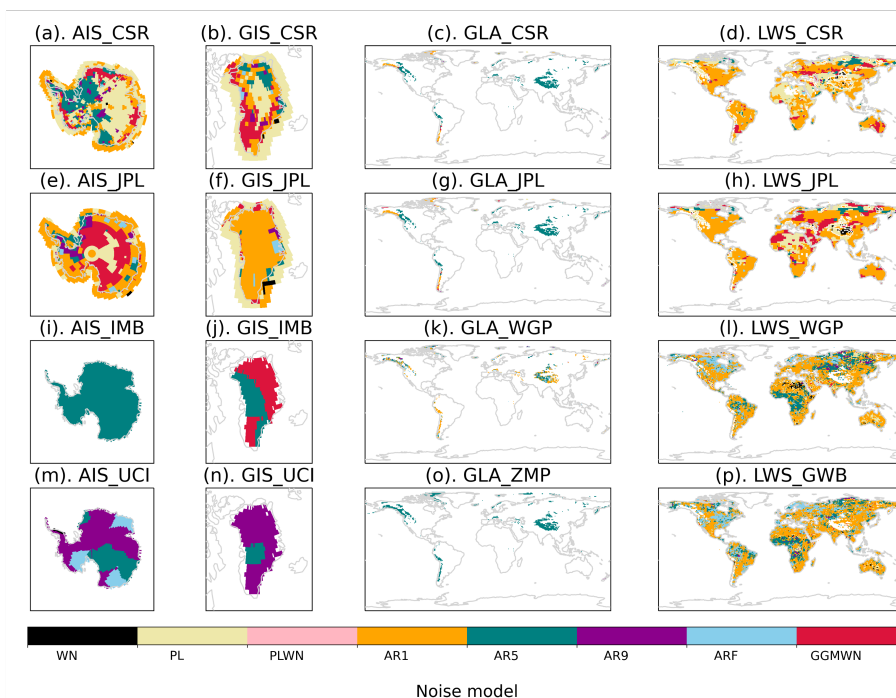 (a). AIS_CSR (b). GIS_CSR (c). GLA_CSR (d). LWS_CSR
(e). AIS_JPL (f). GIS_JPL (g). GLA_JPL (h). LWS_JPL
(i). AIS_IMB (j). GIS_IMB (k). GLA_WGP (l). LWS_WGP
(m). AIS_UCI (n). GIS_UCI (o). GLA_ZMP (p). LWS_GWB
WN PL PLWN AR1 AR5 AR9 ARF GGMWN
Noise model